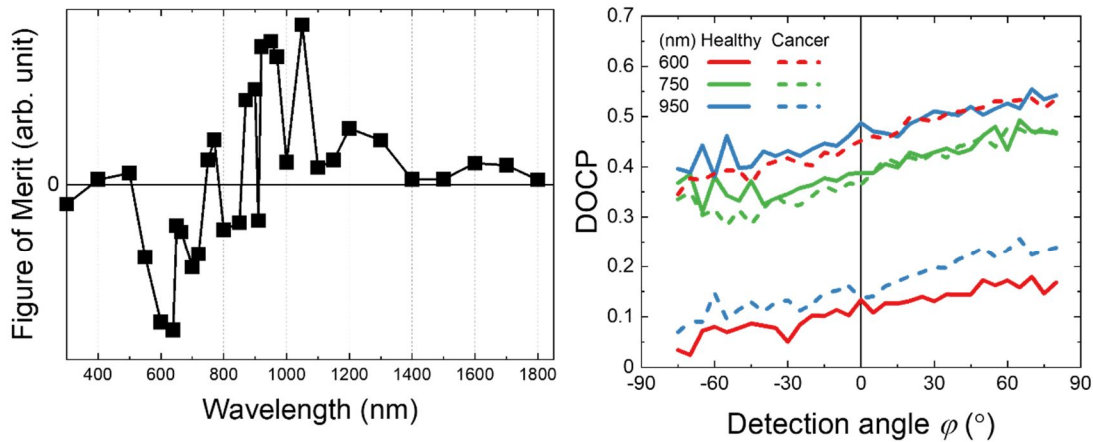 Figure of Merit (arb. unit)
0
400 600 800 1000 1200 1400 1600 1800
Wavelength (nm)
DOCP
0.7
0.6
0.5
0.4
0.3
0.2
0.1
0
(nm) Healthy Cancer
600
750
950
-90 -60 -30 0 30 60 90
Detection angle φ (°)